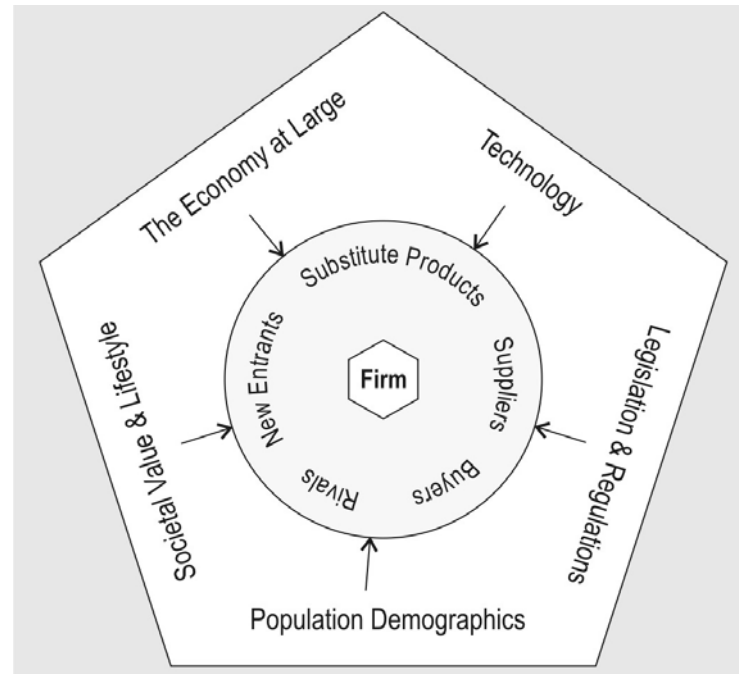 The Economy at Large
Technology
Substitute Products
New Entrants
Firm
Suppliers
Societal Value & Lifestyle
Legislation & Regulations
Rivals
Buyers
Population Demographics